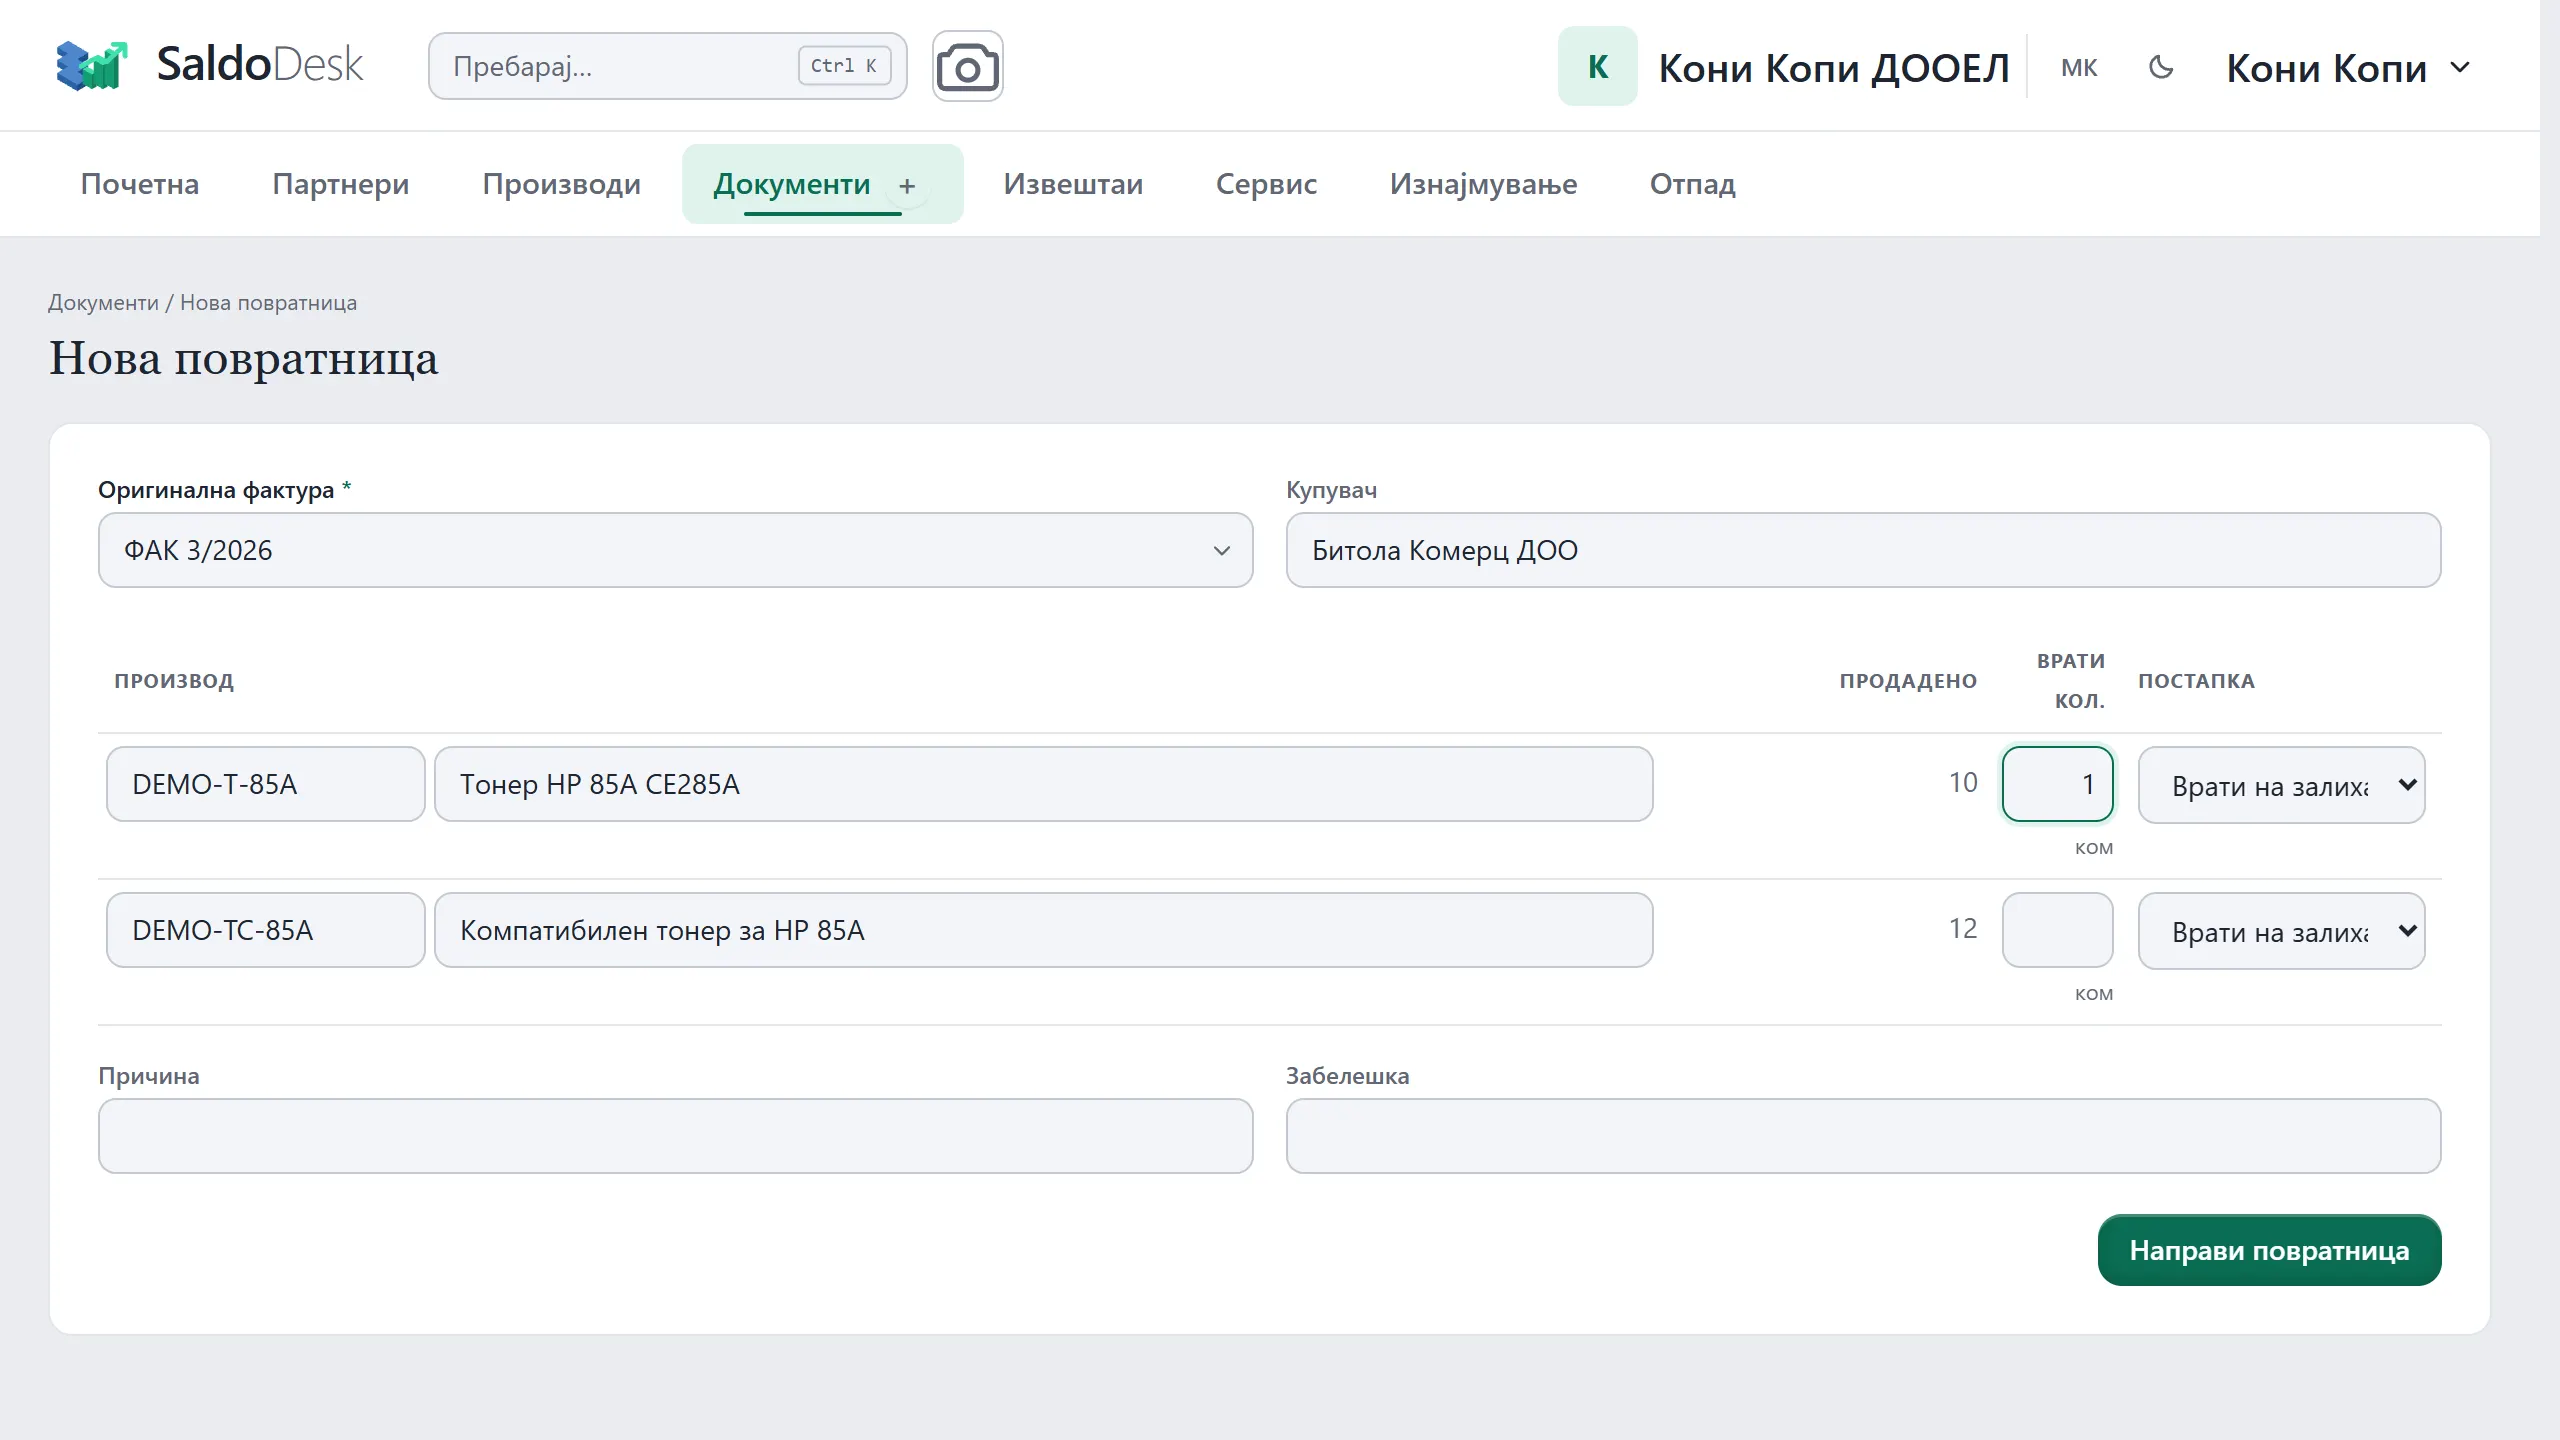 SaldoDesk
Пребарај...
Ctrl K
К
Кони Копи ДООЕЛ
МК
Кони Копи
Почетна
Партнери
Производи
Документи +
Извештаи
Сервис
Изнајмување
Отпад
Документи / Нова повратница
Нова повратница
Оригинална фактура *
Купувач
ФАК 3/2026
Битола Комерц ДОО
ПРОИЗВОД
ПРОДАДЕНО
ВРАТИ
КОЛ.
ПОСТАПКА
DEMO-T-85A
Тонер HP 85A CE285A
10
1
Врати на залиха
ком
DEMO-TC-85A
Компатибилен тонер за HP 85A
12
Врати на залиха
ком
Причина
Забелешка
Направи повратница